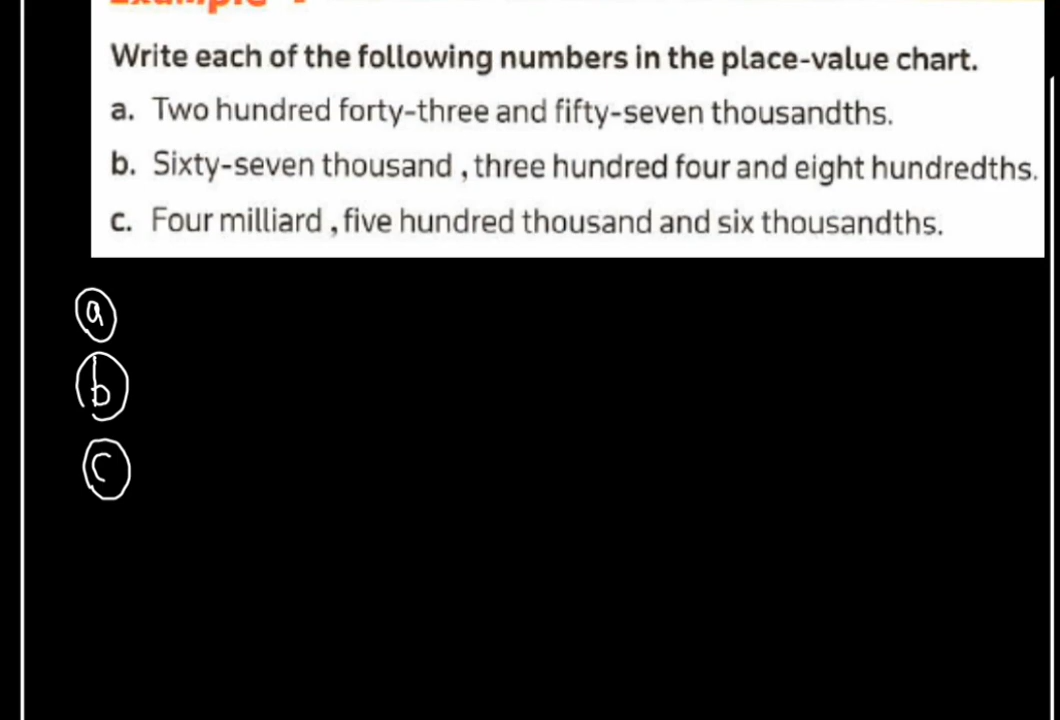 Write each of the following numbers in the place-value chart.
a. Two hundred forty-three and fifty-seven thousandths.
b. Sixty-seven thousand , three hundred four and eight hundredths.
c. Four milliard , five hundred thousand and six thousandths.
a
b
c